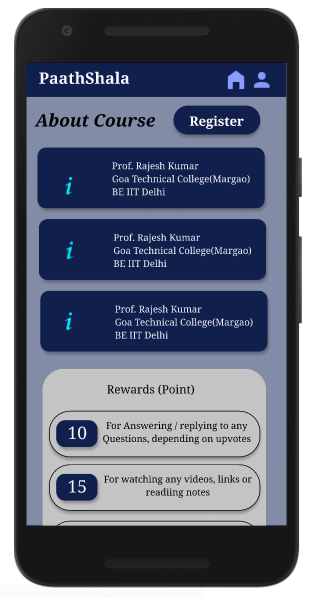 PaathShala
About Course
Register
i
Prof. Rajesh Kumar
Goa Technical College(Margao)
BE IIT Delhi
i
Prof. Rajesh Kumar
Goa Technical College(Margao)
BE IIT Delhi
i
Prof. Rajesh Kumar
Goa Technical College(Margao)
BE IIT Delhi
Rewards (Point)
10
For Answering / replying to any
Questions, depending on upvotes
15
For watching any videos, links or
readiing notes